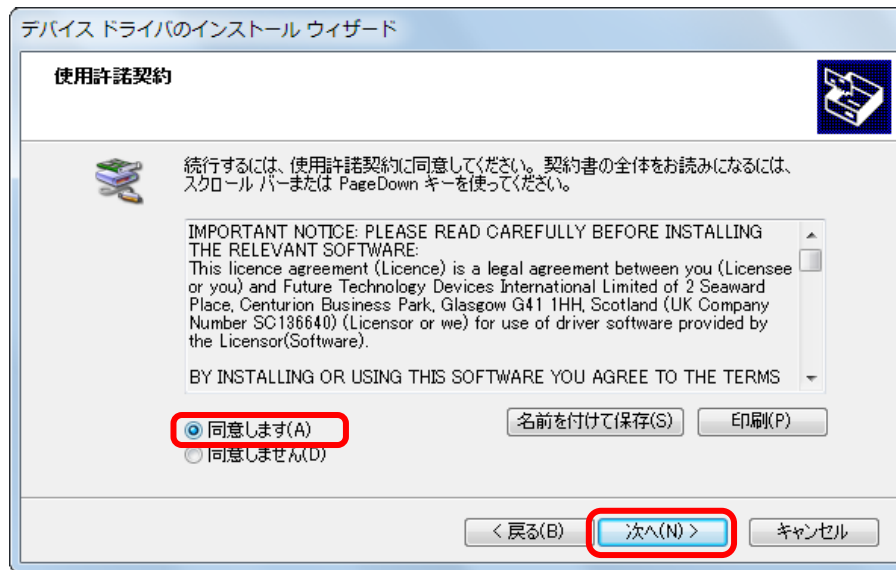 デバイス ドライバのインストール ウィザード
使用許諾契約
続行するには、使用許諾契約に同意してください。契約書の全体をお読みになるには、
スクロール バーまたは PageDown キーを使ってください。
IMPORTANT NOTICE: PLEASE READ CAREFULLY BEFORE INSTALLING
THE RELEVANT SOFTWARE:
This licence agreement (Licence) is a legal agreement between you (Licensee
or you) and Future Technology Devices International Limited of 2 Seaward
Place, Centurion Business Park, Glasgow G41 1HH, Scotland (UK Company
Number SC136640) (Licensor or we) for use of driver software provided by
the Licensor(Software).
BY INSTALLING OR USING THIS SOFTWARE YOU AGREE TO THE TERMS
同意します(A)
名前を付けて保存(S) 印刷(P)
同意しません(D)
< 戻る(B) 次へ(N) > キャンセル